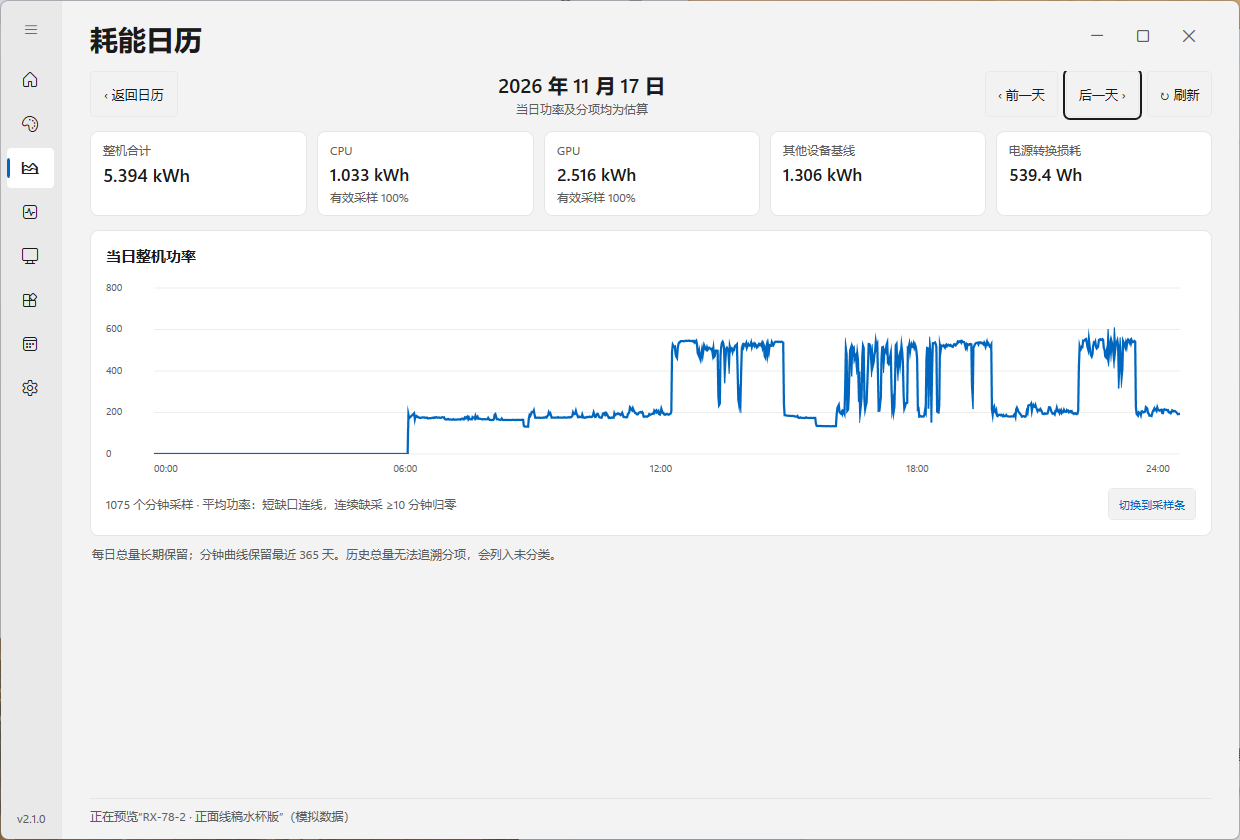 耗能日历
‹ 返回日历
2026 年 11 月 17 日
当日功率及分项均为估算
‹ 前一天
后一天 ›
↻ 刷新
整机合计
5.394 kWh
CPU
1.033 kWh
有效采样 100%
GPU
2.516 kWh
有效采样 100%
其他设备基线
1.306 kWh
电源转换损耗
539.4 Wh
当日整机功率
800
600
400
200
0
00:00
06:00
12:00
18:00
24:00
1075 个分钟采样 · 平均功率：短缺口连线，连续缺采 ≥10 分钟归零
切换到采样条
每日总量长期保留；分钟曲线保留最近 365 天。历史总量无法追溯分项，会列入未分类。
v2.1.0
正在预览“RX-78-2 · 正面线稿水杯版”（模拟数据）